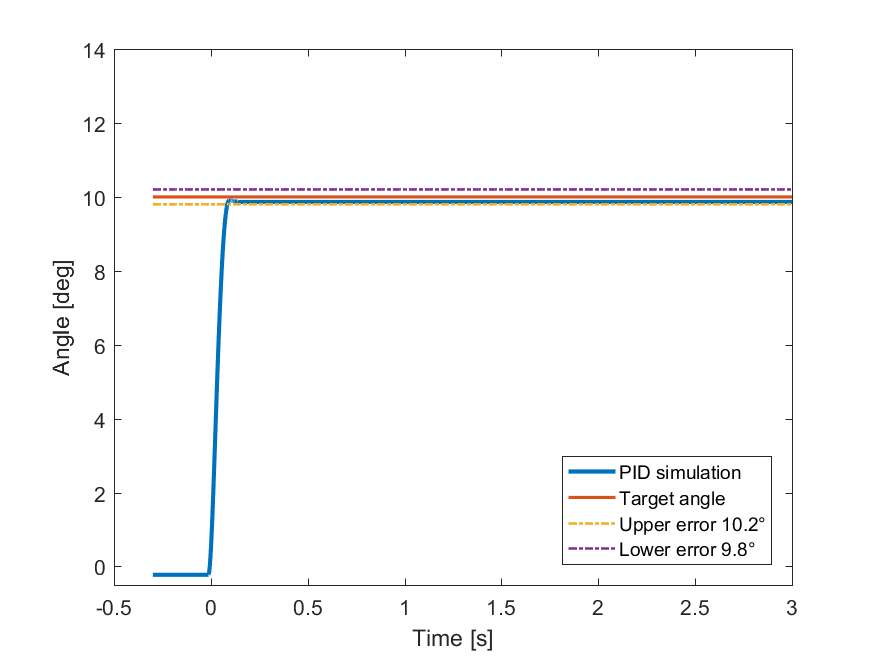 14
12
10
8
6
4
2
0
Angle [deg]
-0.5
0
0.5
1
1.5
2
2.5
3
Time [s]
PID simulation
Target angle
Upper error 10.2°
Lower error 9.8°